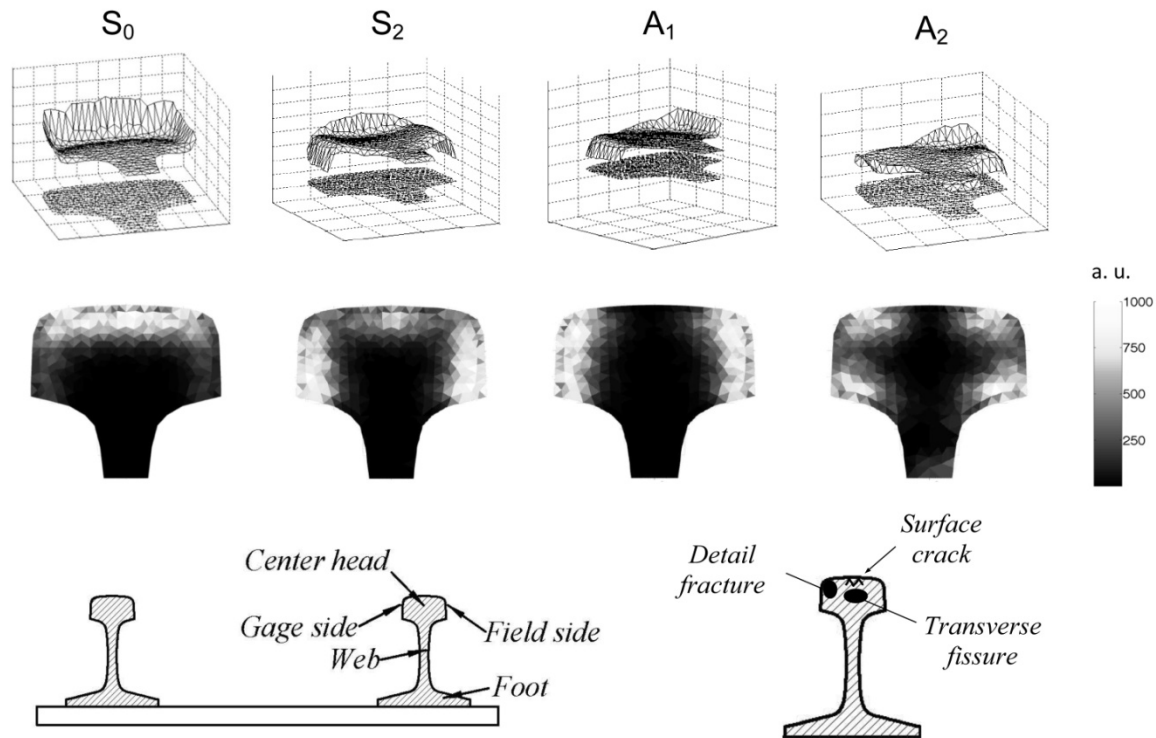 S₀ S₂ A₁ A₂
a. u.
1000
750
500
250
Center head
Gage side
Field side
Web
Foot
Surface
crack
Detail
fracture
Transverse
fissure